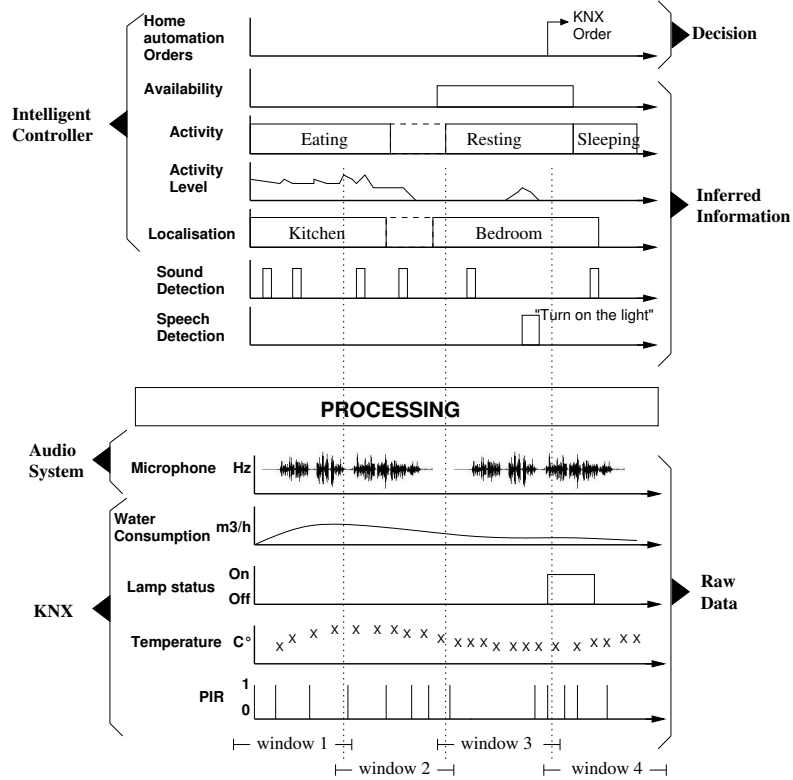 Home
automation
Orders
KNX
Order
Decision
Availability
Intelligent
Controller
Activity
Eating
Resting
Sleeping
Activity
Level
Inferred
Information
Localisation
Kitchen
Bedroom
Sound
Detection
Speech
Detection
"Turn on the light"
PROCESSING
Audio
System
Microphone Hz
Water
Consumption
m3/h
Lamp status
On
Off
Raw
Data
KNX
Temperature C°
X X X X X X X X X X X X X X X X X X X X X X
PIR
1
0
window 1
window 3
window 2
window 4